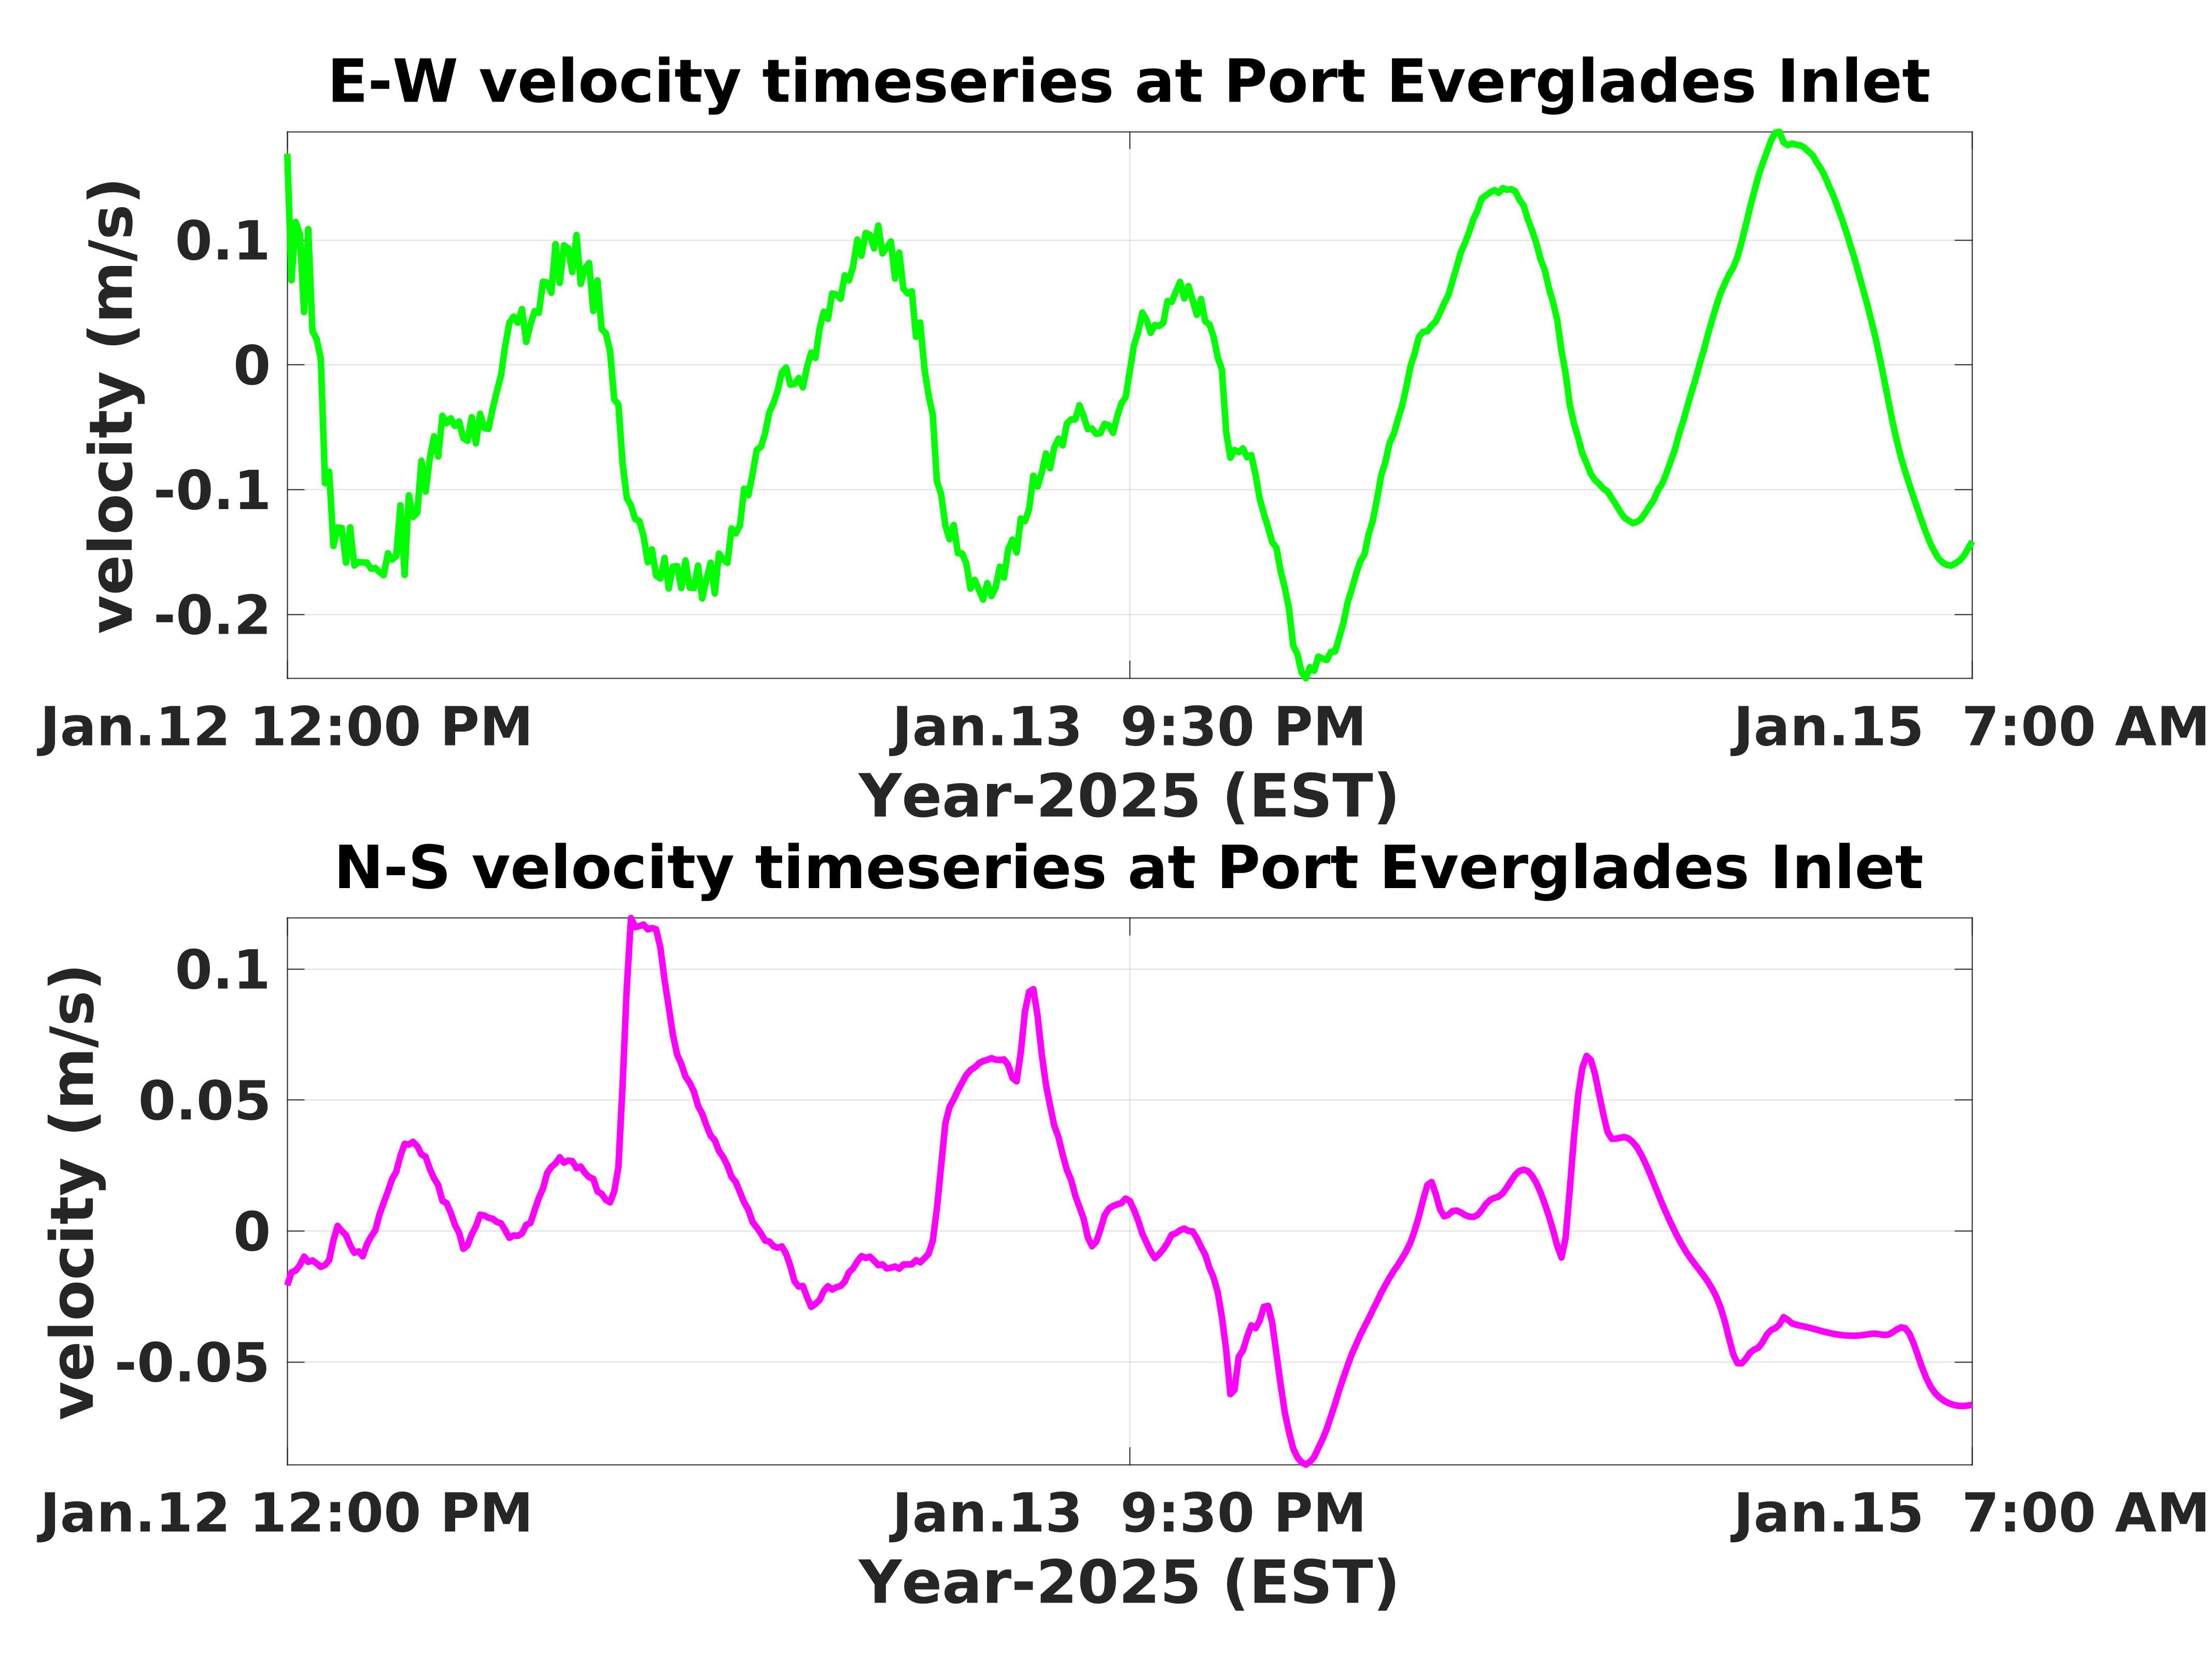 E-W velocity timeseries at Port Everglades Inlet
velocity (m/s)
0.1
0
-0.1
-0.2
Jan.12 12:00 PM
Jan.13  9:30 PM
Jan.15  7:00 AM
Year-2025 (EST)
N-S velocity timeseries at Port Everglades Inlet
velocity (m/s)
0.1
0.05
0
-0.05
Jan.12 12:00 PM
Jan.13  9:30 PM
Jan.15  7:00 AM
Year-2025 (EST)